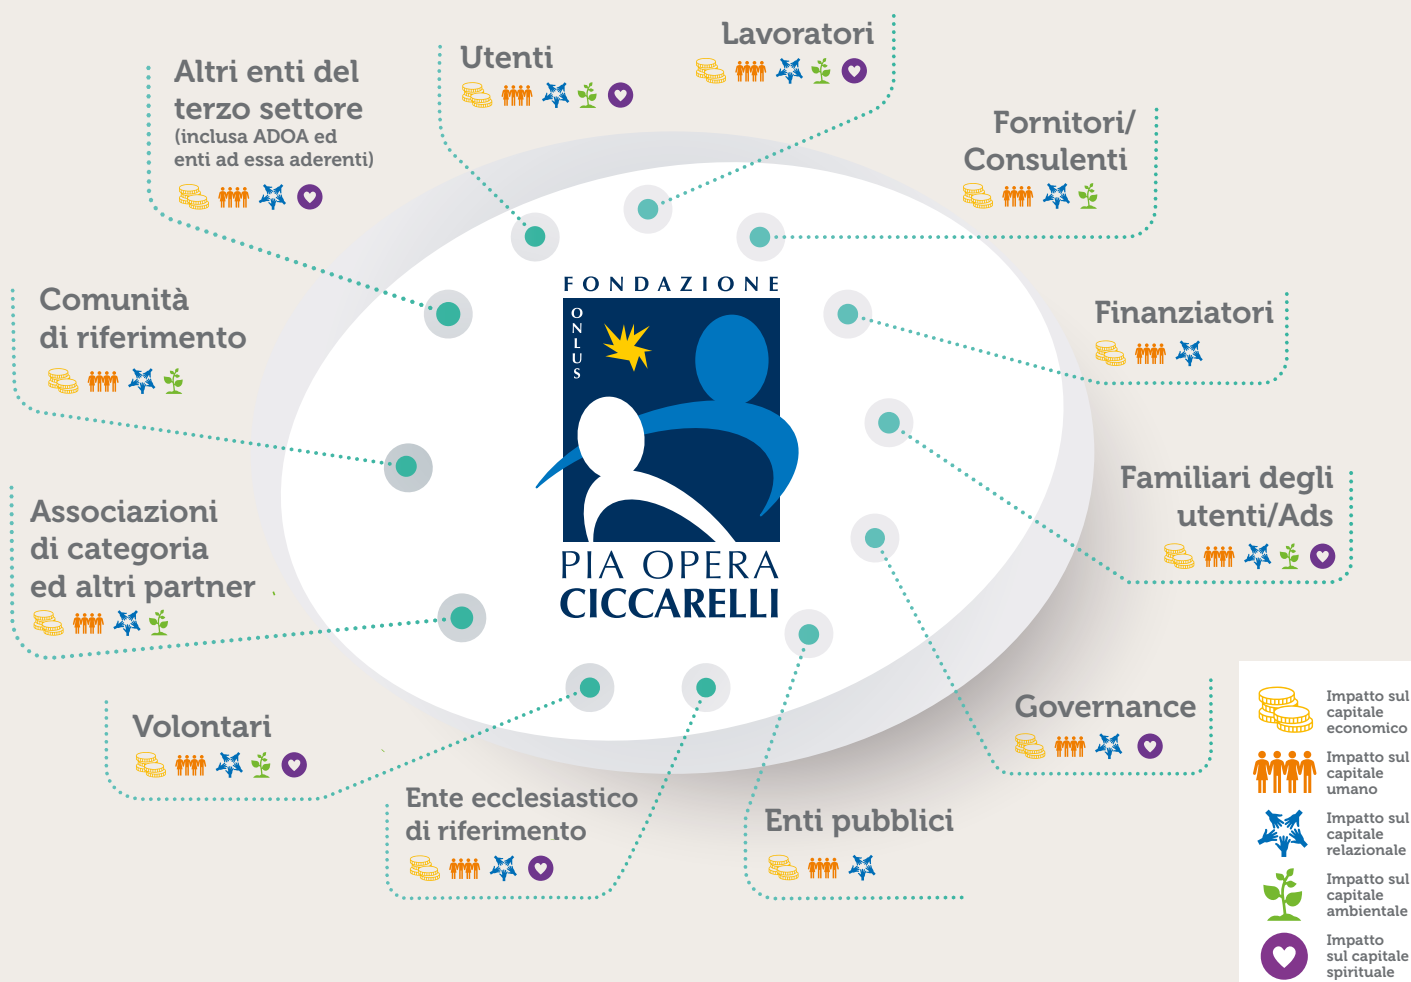 Lavoratori
Utenti
Altri enti del
terzo settore
(inclusa ADOA ed
enti ad essa aderenti)
Fornitori/
Consulenti
Comunità
di riferimento
Finanziatori
FONDAZIONE
ONLUS
PIA OPERA
CICCARELLI
Familiari degli
utenti/Ads
Associazioni
di categoria
ed altri partner
Volontari
Governance
Ente ecclesiastico
di riferimento
Enti pubblici
Impatto sul
capitale
economico
Impatto sul
capitale
umano
Impatto sul
capitale
relazionale
Impatto sul
capitale
ambientale
Impatto
sul capitale
spirituale